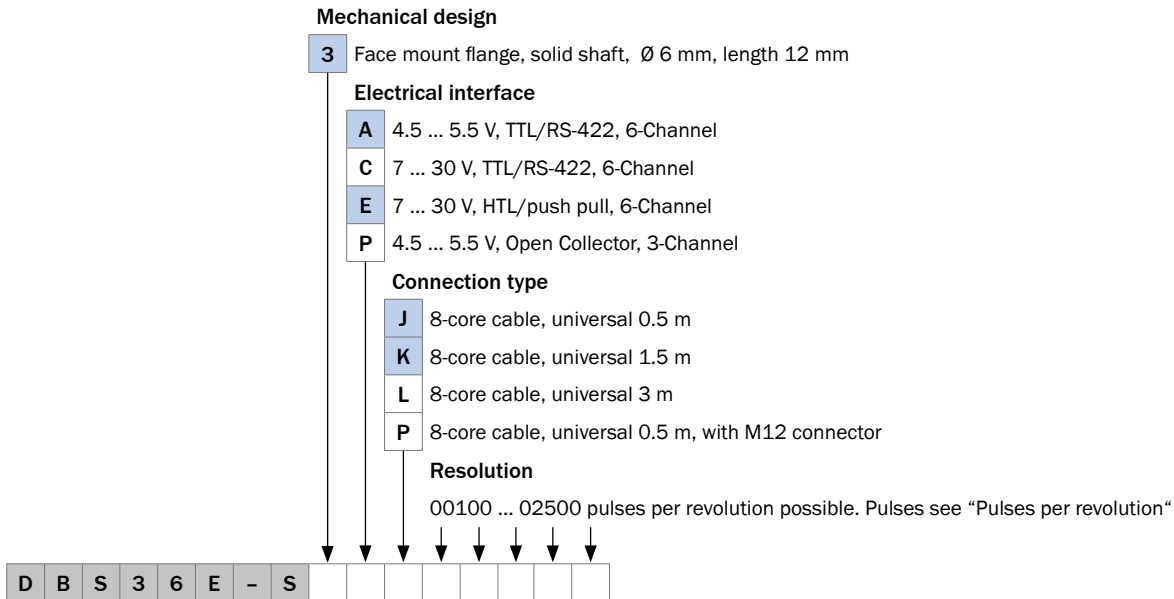 Mechanical design
3 Face mount flange, solid shaft, Ø 6 mm, length 12 mm
Electrical interface
A 4.5 ... 5.5 V, TTL/RS-422, 6-Channel
C 7 ... 30 V, TTL/RS-422, 6-Channel
E 7 ... 30 V, HTL/push pull, 6-Channel
P 4.5 ... 5.5 V, Open Collector, 3-Channel
Connection type
J 8-core cable, universal 0.5 m
K 8-core cable, universal 1.5 m
L 8-core cable, universal 3 m
P 8-core cable, universal 0.5 m, with M12 connector
Resolution
00100 ... 02500 pulses per revolution possible. Pulses see “Pulses per revolution“
D B S 3 6 E – S